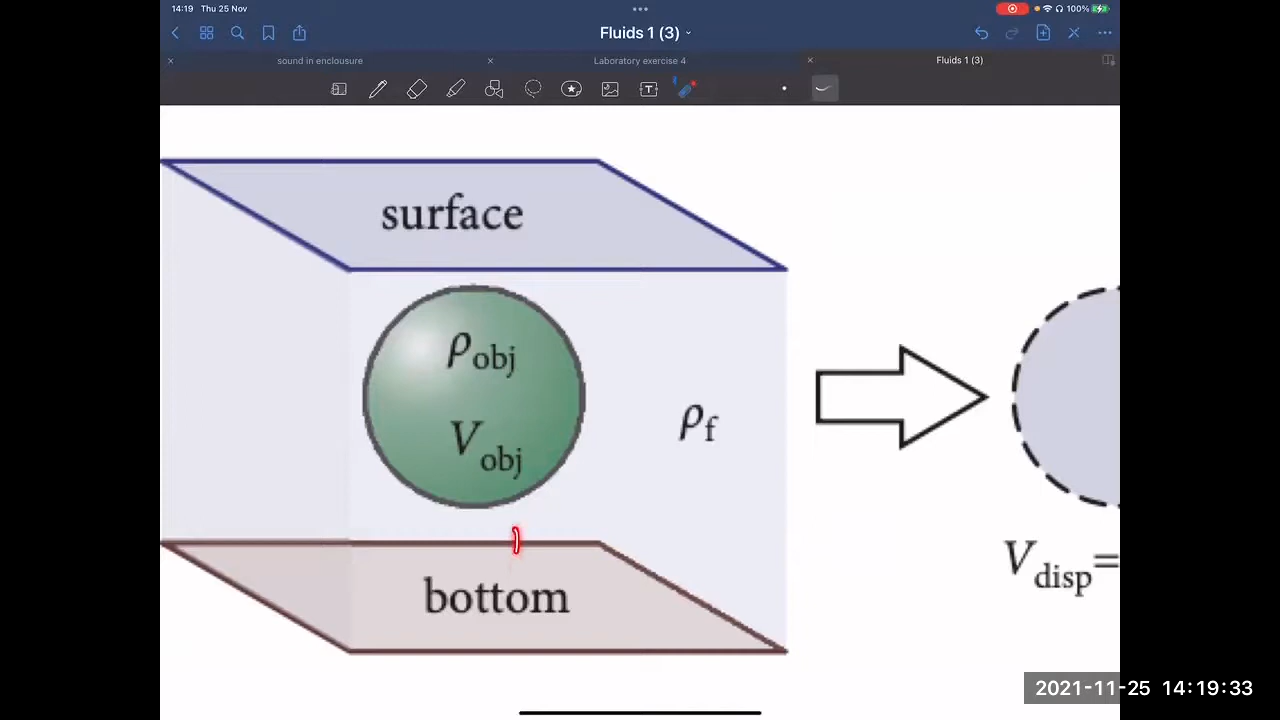 14:19 Thu 25 Nov
100%
Fluids 1 (3)
sound in enclousure
Laboratory exercise 4
Fluids 1 (3)
T
surface
ρobj
Vobj
ρf
Vdisp=
bottom
2021-11-25 14:19:33